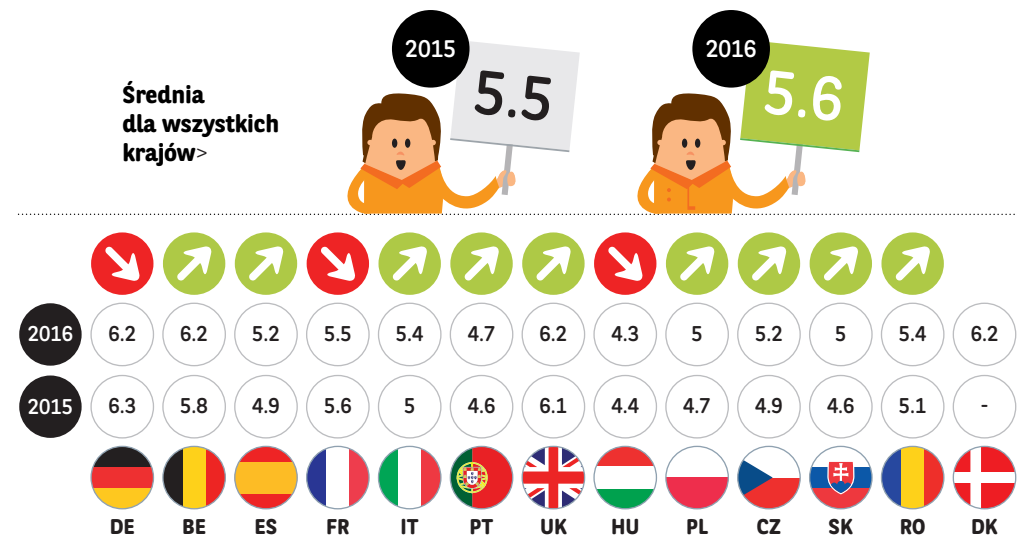 2015
5.5
2016
5.6
Średnia
dla wszystkich
krajów>
2016 6.2 6.2 5.2 5.5 5.4 4.7 6.2 4.3 5 5.2 5 5.4 6.2
2015 6.3 5.8 4.9 5.6 5 4.6 6.1 4.4 4.7 4.9 4.6 5.1 -
DE BE ES FR IT PT UK HU PL CZ SK RO DK